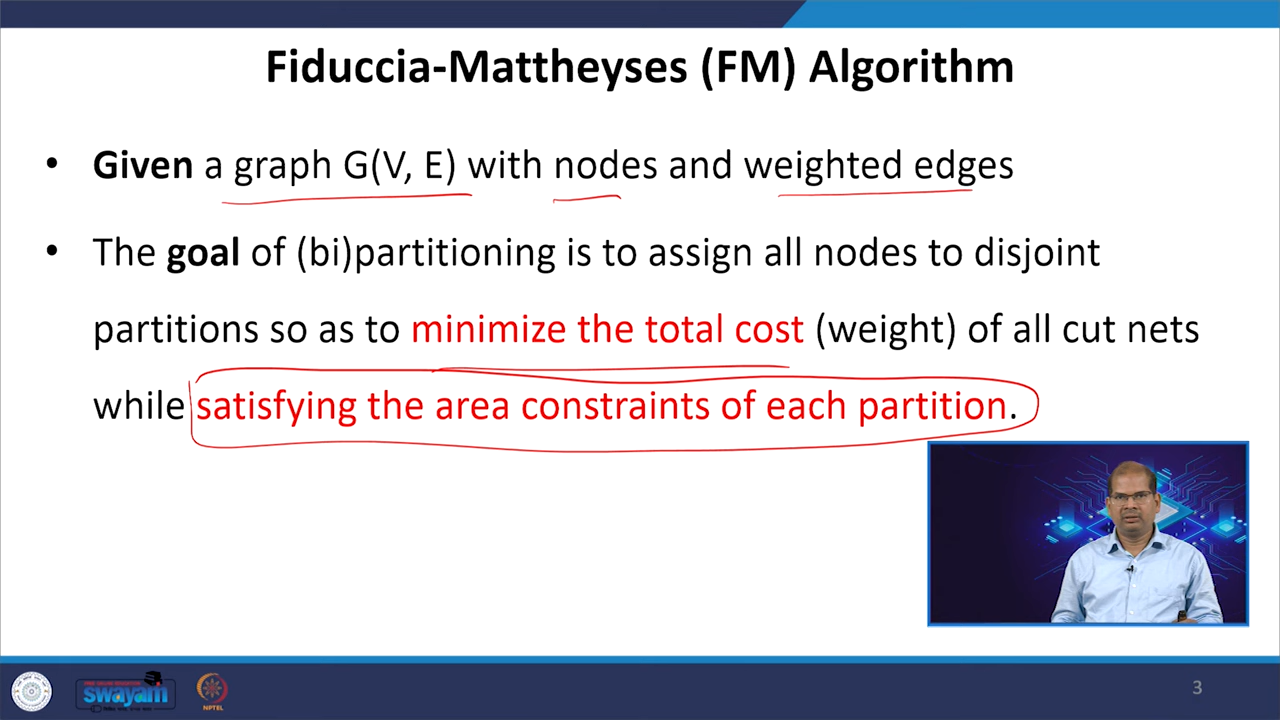 Fiduccia-Mattheyses (FM) Algorithm
• Given a graph G(V, E) with nodes and weighted edges
• The goal of (bi)partitioning is to assign all nodes to disjoint
partitions so as to minimize the total cost (weight) of all cut nets
while satisfying the area constraints of each partition.
swayam
NPTEL
3